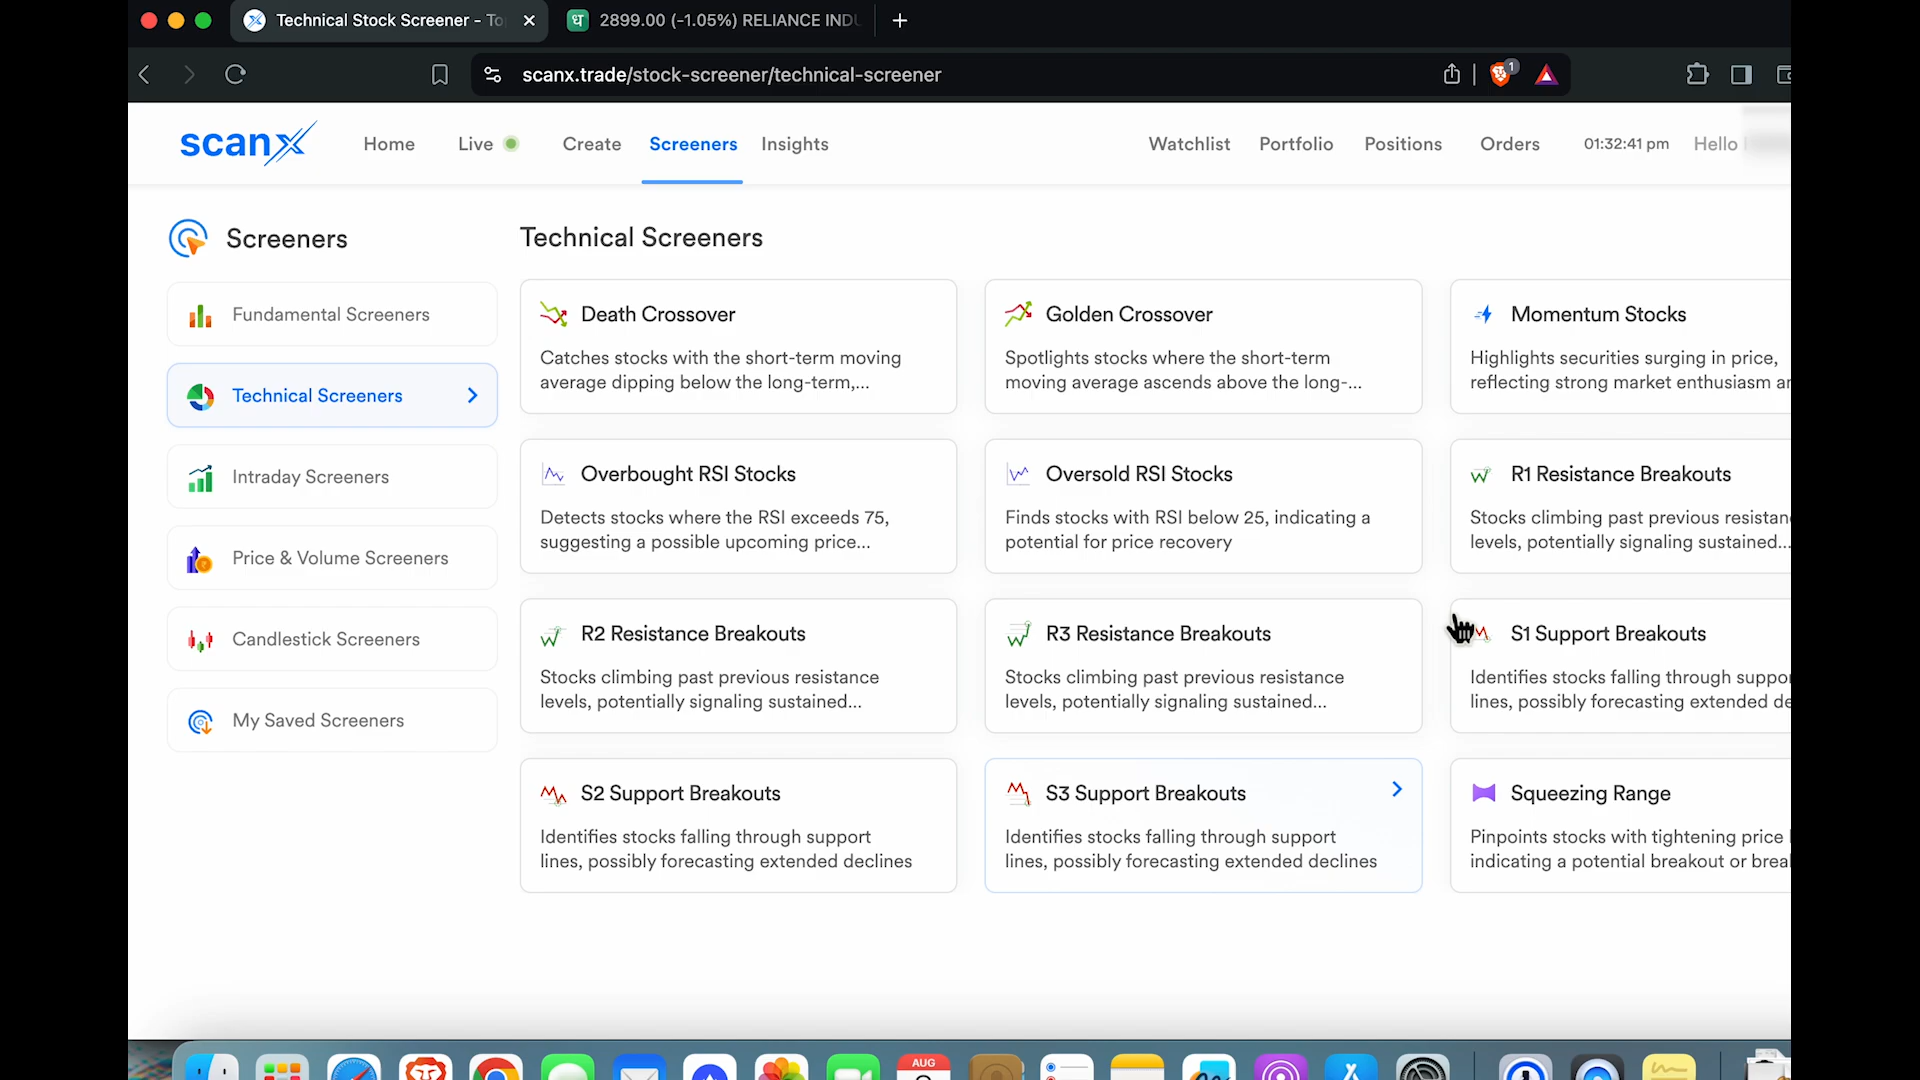 Technical Stock Screener - To
2899.00 (-1.05%) RELIANCE INDU
scanx.trade/stock-screener/technical-screener
1
scanx
Home
Live
Create
Screeners
Insights
Watchlist
Portfolio
Positions
Orders
01:32:41 pm
Hello
Screeners
Fundamental Screeners
Technical Screeners
Intraday Screeners
Price & Volume Screeners
Candlestick Screeners
My Saved Screeners
Technical Screeners
Death Crossover
Catches stocks with the short-term moving
average dipping below the long-term,...
Golden Crossover
Spotlights stocks where the short-term
moving average ascends above the long-...
Momentum Stocks
Highlights securities surging in price,
reflecting strong market enthusiasm an
Overbought RSI Stocks
Detects stocks where the RSI exceeds 75,
suggesting a possible upcoming price...
Oversold RSI Stocks
Finds stocks with RSI below 25, indicating a
potential for price recovery
R1 Resistance Breakouts
Stocks climbing past previous resistan
levels, potentially signaling sustained...
R2 Resistance Breakouts
Stocks climbing past previous resistance
levels, potentially signaling sustained...
R3 Resistance Breakouts
Stocks climbing past previous resistance
levels, potentially signaling sustained...
S1 Support Breakouts
Identifies stocks falling through suppor
lines, possibly forecasting extended de
S2 Support Breakouts
Identifies stocks falling through support
lines, possibly forecasting extended declines
S3 Support Breakouts
Identifies stocks falling through support
lines, possibly forecasting extended declines
Squeezing Range
Pinpoints stocks with tightening price
indicating a potential breakout or brea
AUG